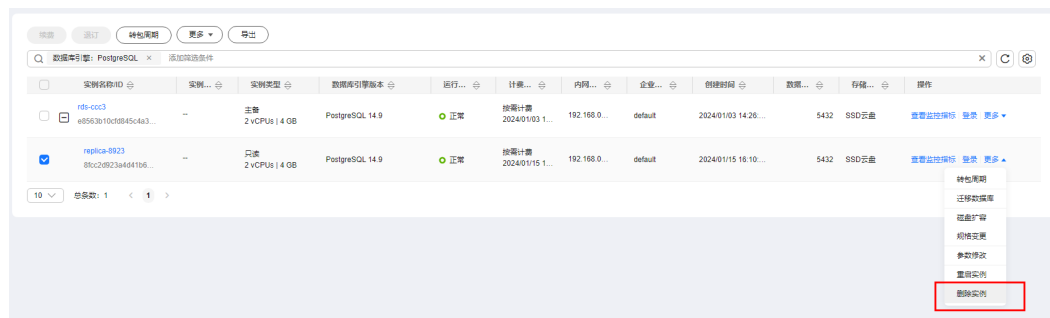 续费 退订 转包周期 更多 导出
数据库引擎: PostgreSQL × 添加筛选条件
实例名称/ID 实例... 实例类型 数据库引擎版本 运行... 计费... 内网... 企业... 创建时间 数据... 存储... 操作
rds-ccc3 -- 主备 PostgreSQL 14.9 正常 按需计费 192.168.0... default 2024/01/03 14:26:... 5432 SSD云盘 查看监控指标 登录 更多
e8563b10cfd845c4a3... 2 vCPUs | 4 GB 2024/01/03 1...
replica-8923 -- 只读 PostgreSQL 14.9 正常 按需计费 192.168.0... default 2024/01/15 16:10:... 5432 SSD云盘 查看监控指标 登录 更多
8fcc2d923a4d41b6... 2 vCPUs | 4 GB 2024/01/15 1...
10 总条数: 1 < 1 >
转包周期
迁移数据库
磁盘扩容
规格变更
参数修改
重启实例
删除实例